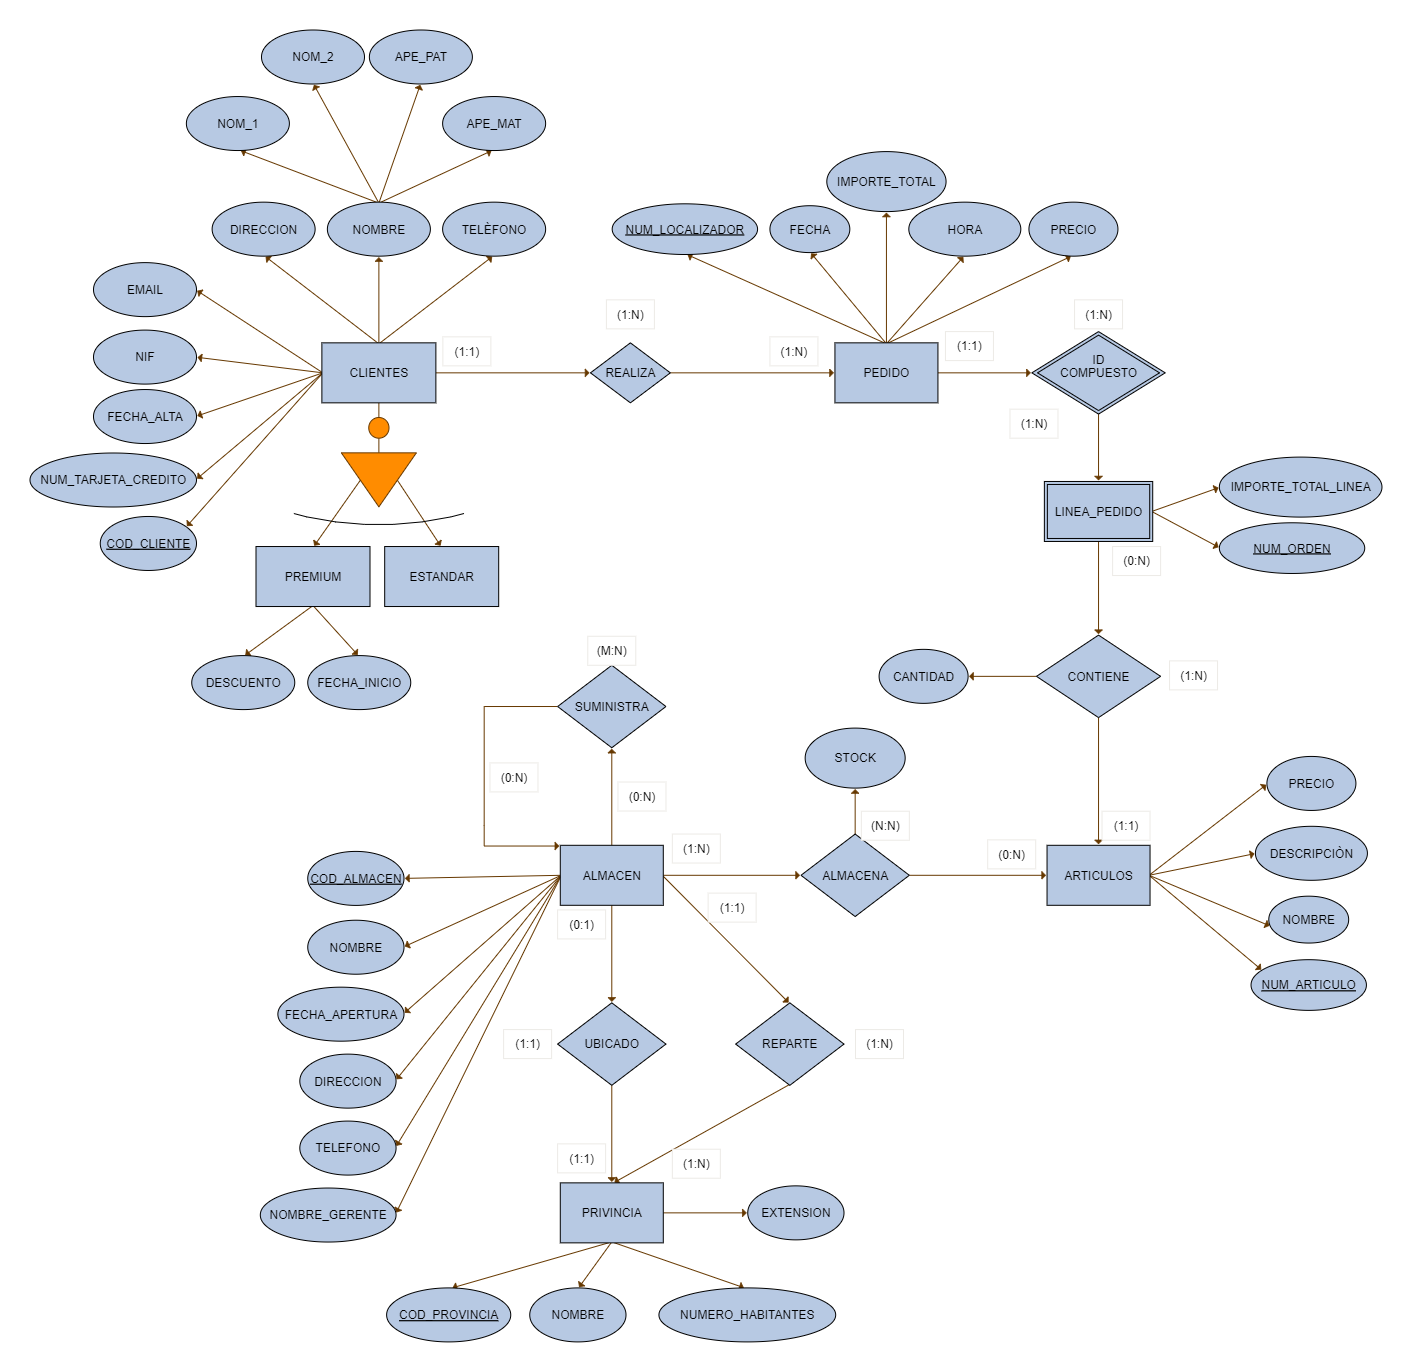 NOM_2
APE_PAT
NOM_1
APE_MAT
IMPORTE_TOTAL
DIRECCION
NOMBRE
TELÈFONO
NUM_LOCALIZADOR
FECHA
HORA
PRECIO
EMAIL
(1:N)
(1:N)
NIF
(1:1)
(1:N)
(1:1)
CLIENTES
REALIZA
PEDIDO
ID
COMPUESTO
FECHA_ALTA
(1:N)
NUM_TARJETA_CREDITO
IMPORTE_TOTAL_LINEA
LINEA_PEDIDO
COD_CLIENTE
NUM_ORDEN
(0:N)
PREMIUM
ESTANDAR
(M:N)
DESCUENTO
FECHA_INICIO
CANTIDAD
CONTIENE
(1:N)
SUMINISTRA
STOCK
(0:N)
PRECIO
(0:N)
(N:N)
(1:1)
(1:N)
(0:N)
DESCRIPCIÒN
COD_ALMACEN
ALMACEN
ALMACENA
ARTICULOS
(1:1)
(0:1)
NOMBRE
NOMBRE
NUM_ARTICULO
FECHA_APERTURA
(1:1)
UBICADO
REPARTE
(1:N)
DIRECCION
TELEFONO
(1:1)
(1:N)
NOMBRE_GERENTE
PRIVINCIA
EXTENSION
COD_PROVINCIA
NOMBRE
NUMERO_HABITANTES